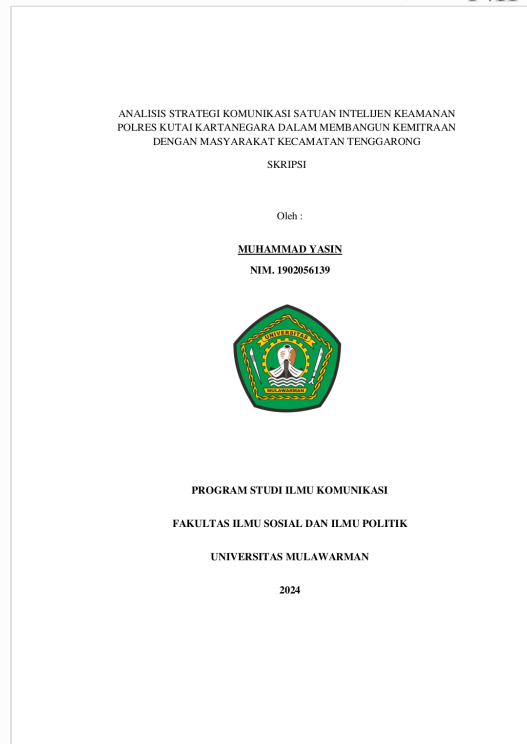 ANALISIS STRATEGI KOMUNIKASI SATUAN INTELIJEN KEAMANAN
POLRES KUTAI KARTANEGARA DALAM MEMBANGUN KEMITRAAN
DENGAN MASYARAKAT KECAMATAN TENGGARONG
SKRIPSI
Oleh :
MUHAMMAD YASIN
NIM. 1902056139
UNIVERSITAS
MULAWARMAN
PROGRAM STUDI ILMU KOMUNIKASI
FAKULTAS ILMU SOSIAL DAN ILMU POLITIK
UNIVERSITAS MULAWARMAN
2024